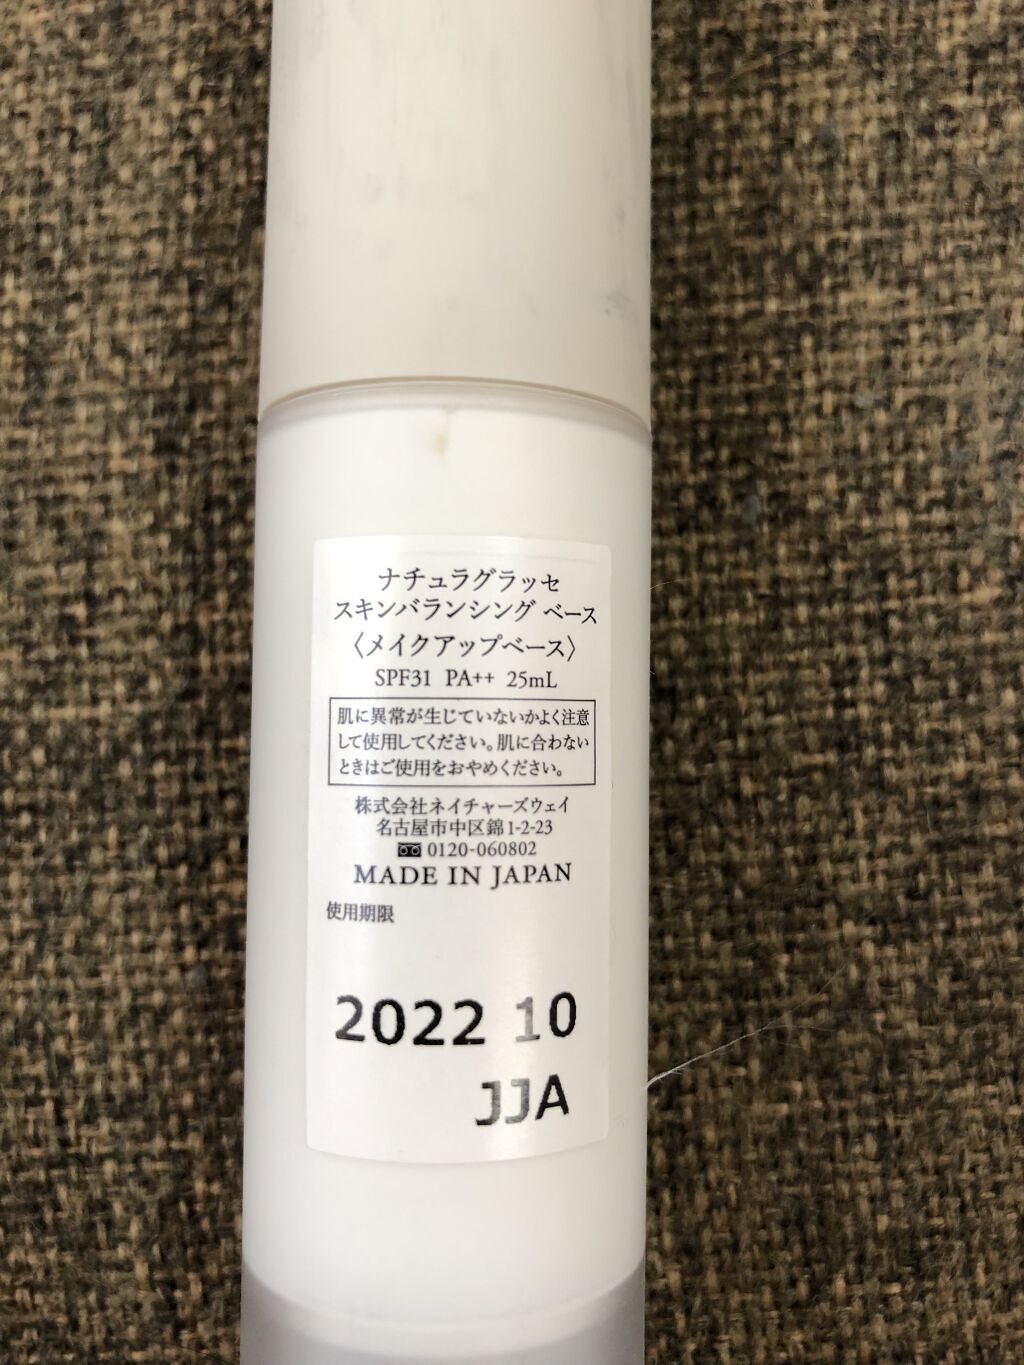 ナチュラグラッセ
スキンバランシング ベース
〈メイクアップベース〉
SPF31 PA++ 25mL
肌に異常が生じていないかよく注意
して使用してください。肌に合わない
ときはご使用をおやめください。
株式会社ネイチャーズウェイ
名古屋市中区錦1-2-23
0120-060802
MADE IN JAPAN
使用期限
2022 10
JJA